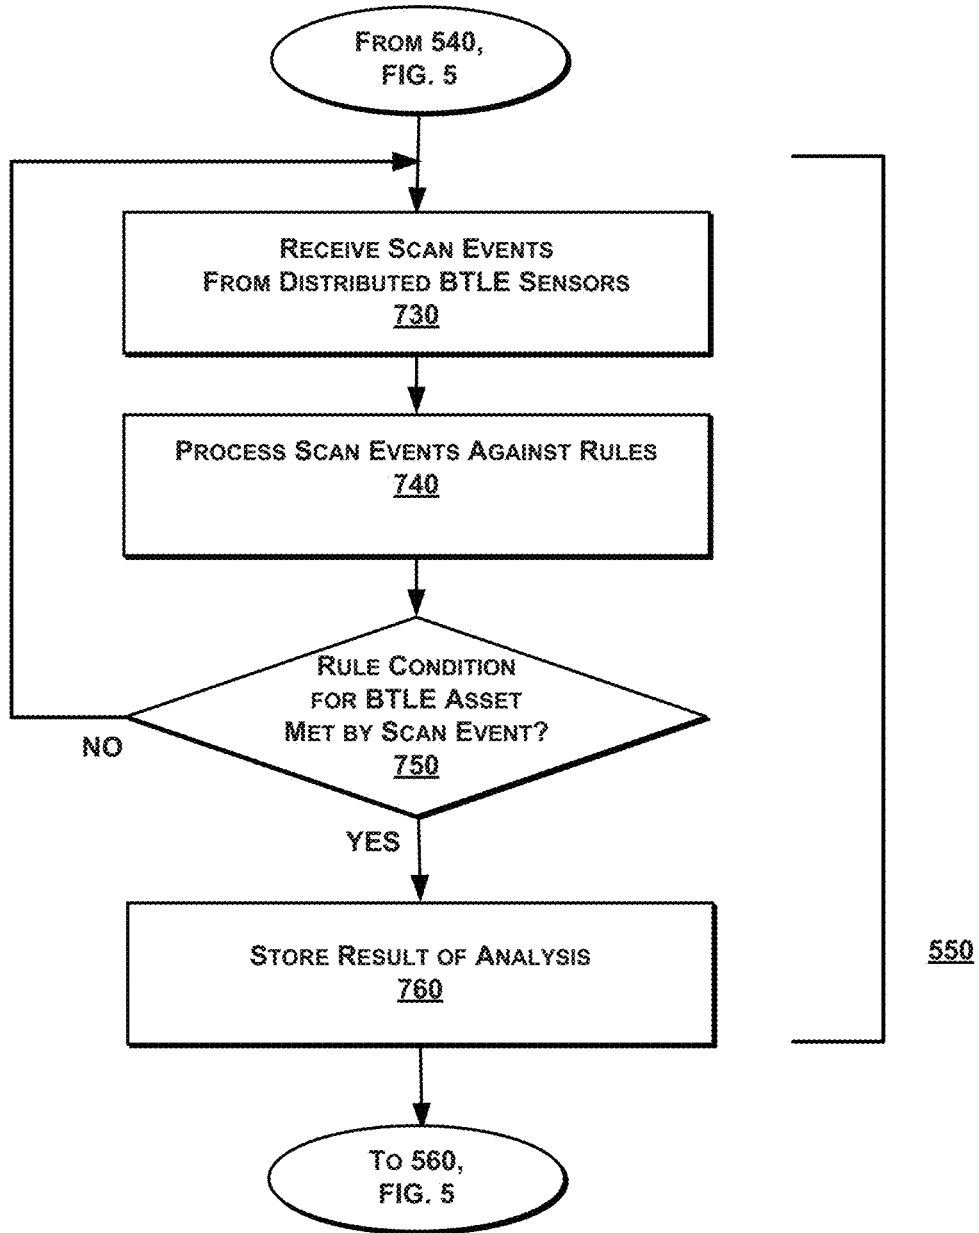 FROM 540,
FIG. 5
RECEIVE SCAN EVENTS
FROM DISTRIBUTED BTLE SENSORS
730
PROCESS SCAN EVENTS AGAINST RULES
740
RULE CONDITION
FOR BTLE ASSET
MET BY SCAN EVENT?
750
NO
YES
STORE RESULT OF ANALYSIS
760
550
TO 560,
FIG. 5